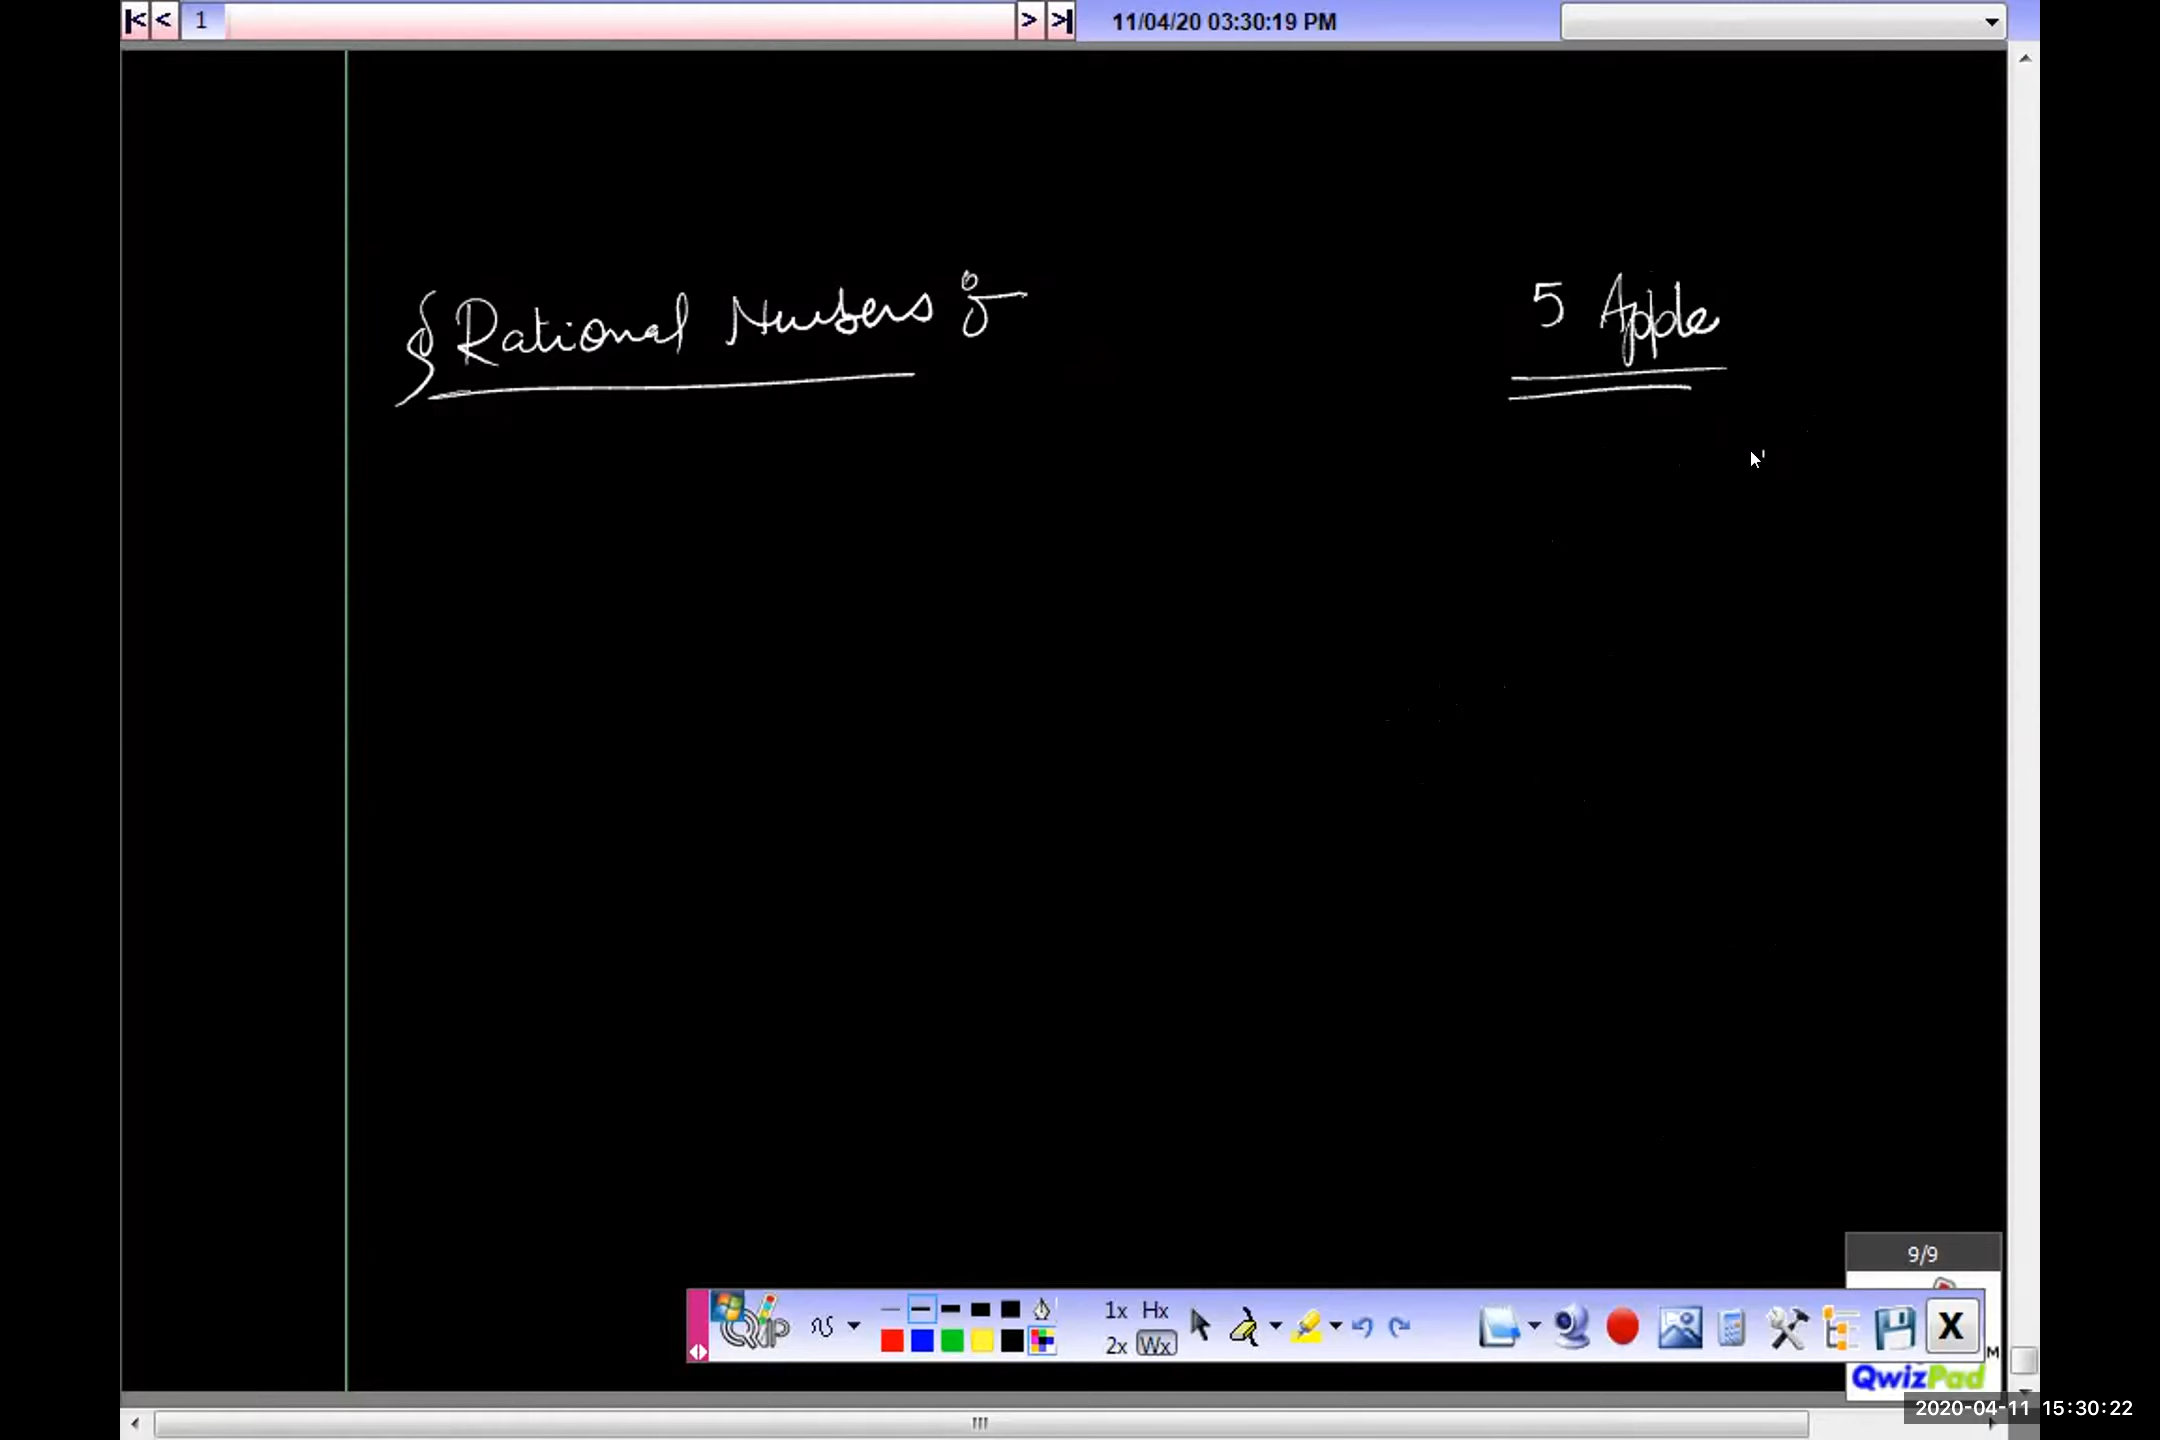 1 11/04/20 03:30:19 PM
§ Rational Numbers :-
5 Apple
9/9
1x Hx
2x Wx
X
M
QwizPad
2020-04-11 15:30:22